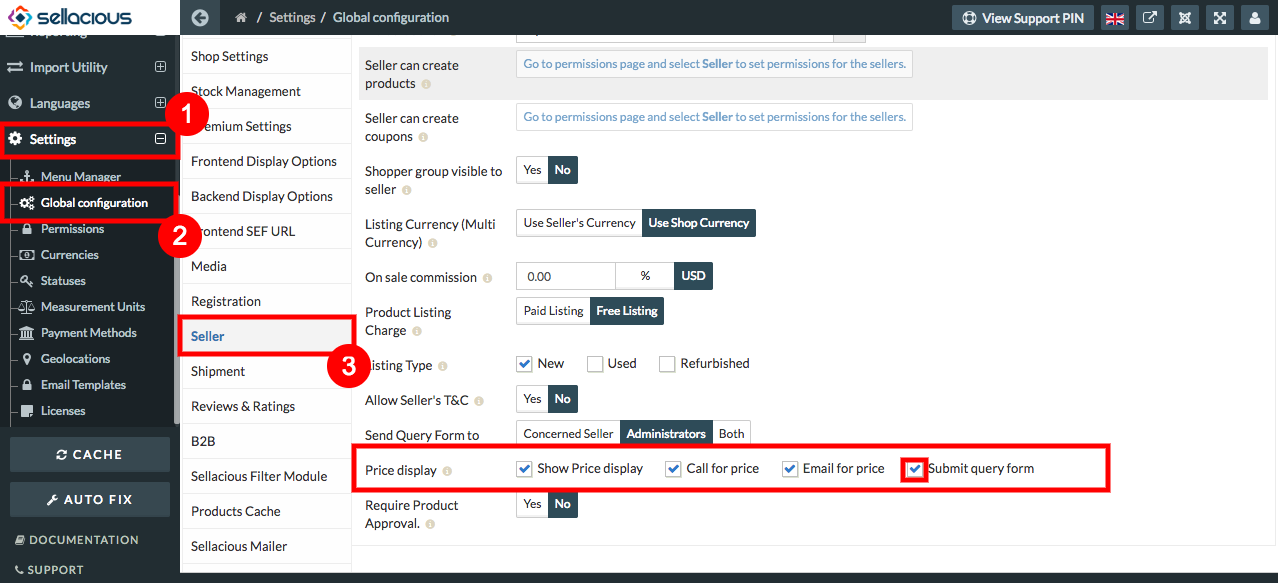 sellacious
Settings / Global configuration
View Support PIN
Reporting
Import Utility
Languages
1
Settings
Menu Manager
Global configuration
2
Permissions
Currencies
Statuses
Measurement Units
Payment Methods
Geolocations
Email Templates
Licenses
CACHE
AUTO FIX
DOCUMENTATION
SUPPORT
Shop Settings
Stock Management
Premium Settings
Frontend Display Options
Backend Display Options
Frontend SEF URL
Media
Registration
Seller
3
Shipment
Reviews & Ratings
B2B
Sellacious Filter Module
Products Cache
Sellacious Mailer
Seller can create products
Go to permissions page and select Seller to set permissions for the sellers.
Seller can create coupons
Go to permissions page and select Seller to set permissions for the sellers.
Shopper group visible to seller
Yes No
Listing Currency (Multi Currency)
Use Seller's Currency Use Shop Currency
On sale commission
0.00 % USD
Product Listing Charge
Paid Listing Free Listing
Listing Type
New Used Refurbished
Allow Seller's T&C
Yes No
Send Query Form to
Concerned Seller Administrators Both
Price display
Show Price display Call for price Email for price Submit query form
Require Product Approval.
Yes No